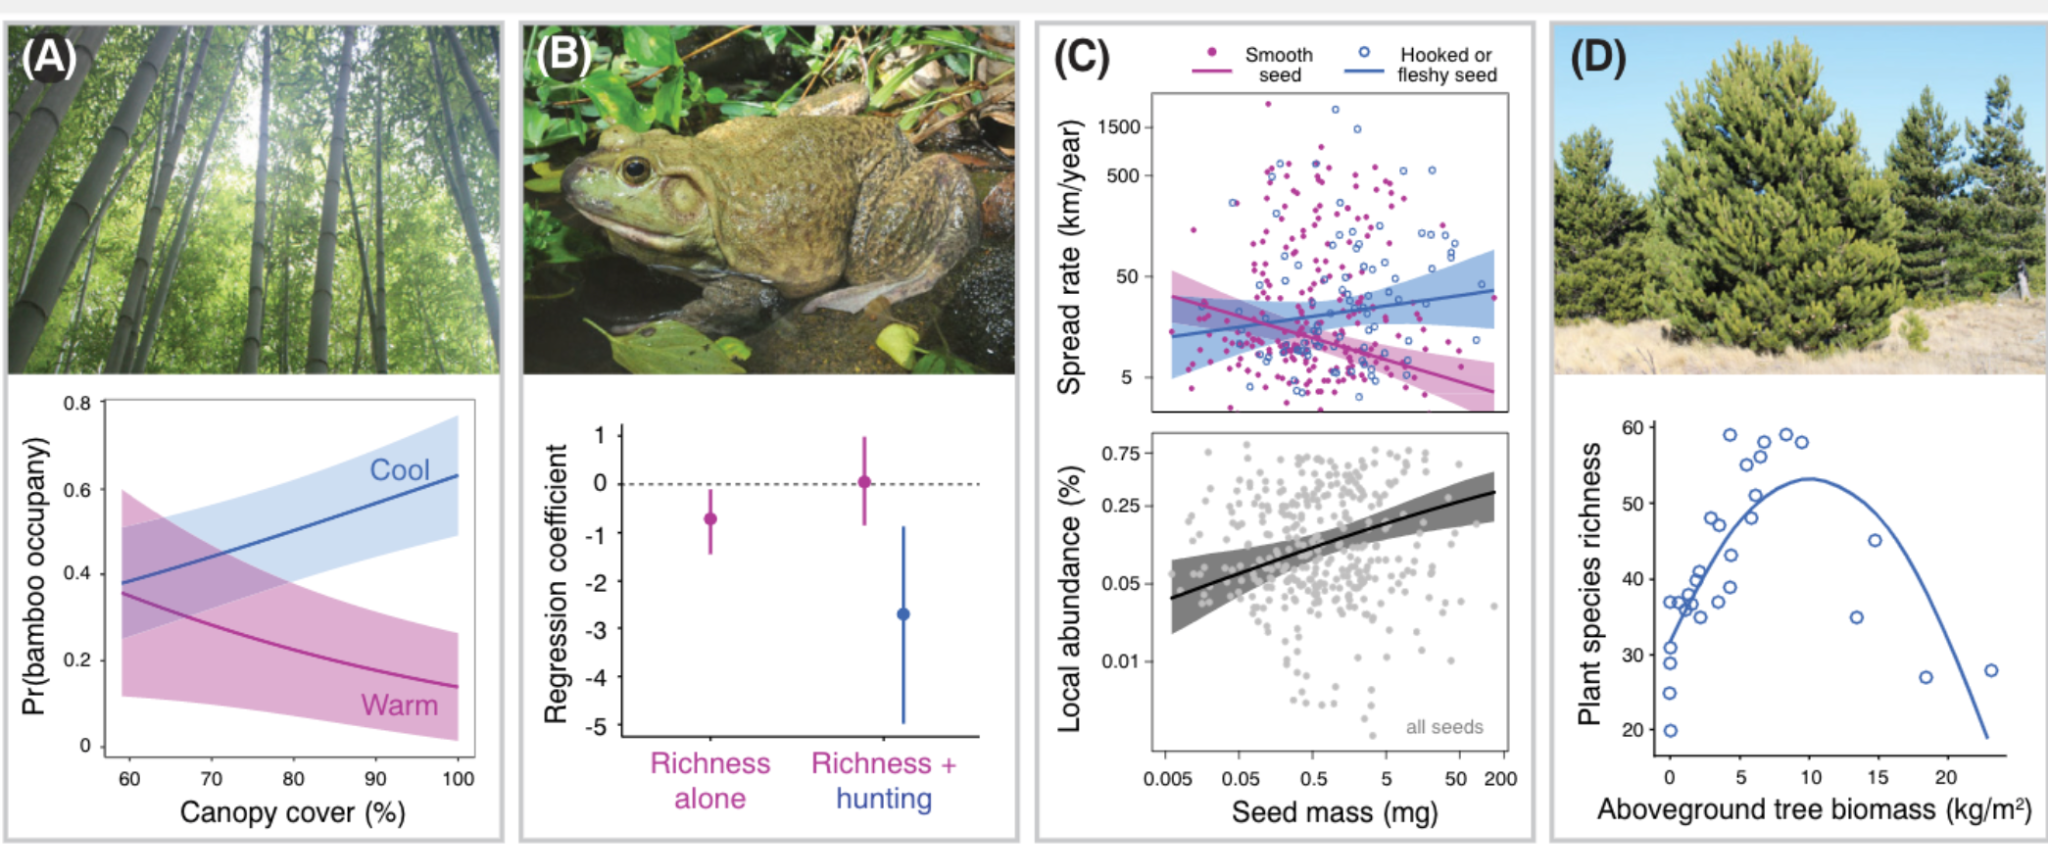 (A)
0.8
0.6
0.4
0.2
0
Pr(bamboo occupany)
Cool
Warm
60 70 80 90 100
Canopy cover (%)
(B)
1
0
-1
-2
-3
-4
-5
Regression coefficient
Richness
alone
Richness +
hunting
(C)
Smooth
seed
Hooked or
fleshy seed
1500
500
50
5
Spread rate (km/year)
0.75
0.25
0.05
0.01
Local abundance (%)
all seeds
0.005 0.05 0.5 5 50 200
Seed mass (mg)
(D)
60
50
40
30
20
Plant species richness
0 5 10 15 20
Aboveground tree biomass (kg/m²)